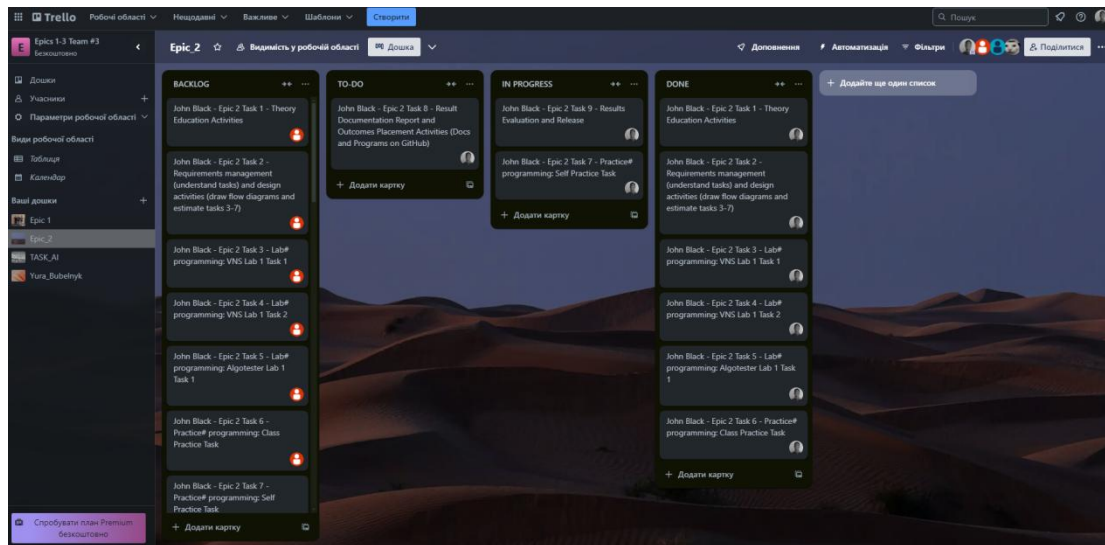 Trello
Робочі області
Нещодавні
Важливе
Шаблони
Створити
Пошук
E
Epics 1-3 Team #3
Безкоштовно
Дошки
Учасники
Параметри робочої області
Види робочої області
Таблиця
Календар
Ваші дошки
Epic 1
Epic_2
TASK_AI
Yura_Bubelnyk
Спробувати план Premium
безкоштовно
Epic_2
Видимість у робочій області
Дошка
Доповнення
Автоматизація
Фільтри
Поділитися
BACKLOG
John Black - Epic 2 Task 1 - Theory
Education Activities
John Black - Epic 2 Task 2 -
Requirements management
(understand tasks) and design
activities (draw flow diagrams and
estimate tasks 3-7)
John Black - Epic 2 Task 3 - Lab#
programming: VNS Lab 1 Task 1
John Black - Epic 2 Task 4 - Lab#
programming: VNS Lab 1 Task 2
John Black - Epic 2 Task 5 - Lab#
programming: Algotester Lab 1
Task 1
John Black - Epic 2 Task 6 -
Practice# programming: Class
Practice Task
John Black - Epic 2 Task 7 -
Practice# programming: Self
Practice Task
+ Додати картку
TO-DO
John Black - Epic 2 Task 8 - Result
Documentation Report and
Outcomes Placement Activities (Docs
and Programs on GitHub)
+ Додати картку
IN PROGRESS
John Black - Epic 2 Task 9 - Results
Evaluation and Release
John Black - Epic 2 Task 7 - Practice#
programming: Self Practice Task
+ Додати картку
DONE
John Black - Epic 2 Task 1 - Theory
Education Activities
John Black - Epic 2 Task 2 -
Requirements management
(understand tasks) and design
activities (draw flow diagrams and
estimate tasks 3-7)
John Black - Epic 2 Task 3 - Lab#
programming: VNS Lab 1 Task 1
John Black - Epic 2 Task 4 - Lab#
programming: VNS Lab 1 Task 2
John Black - Epic 2 Task 5 - Lab#
programming: Algotester Lab 1 Task
1
John Black - Epic 2 Task 6 - Practice#
programming: Class Practice Task
+ Додати картку
+ Додайте ще один список